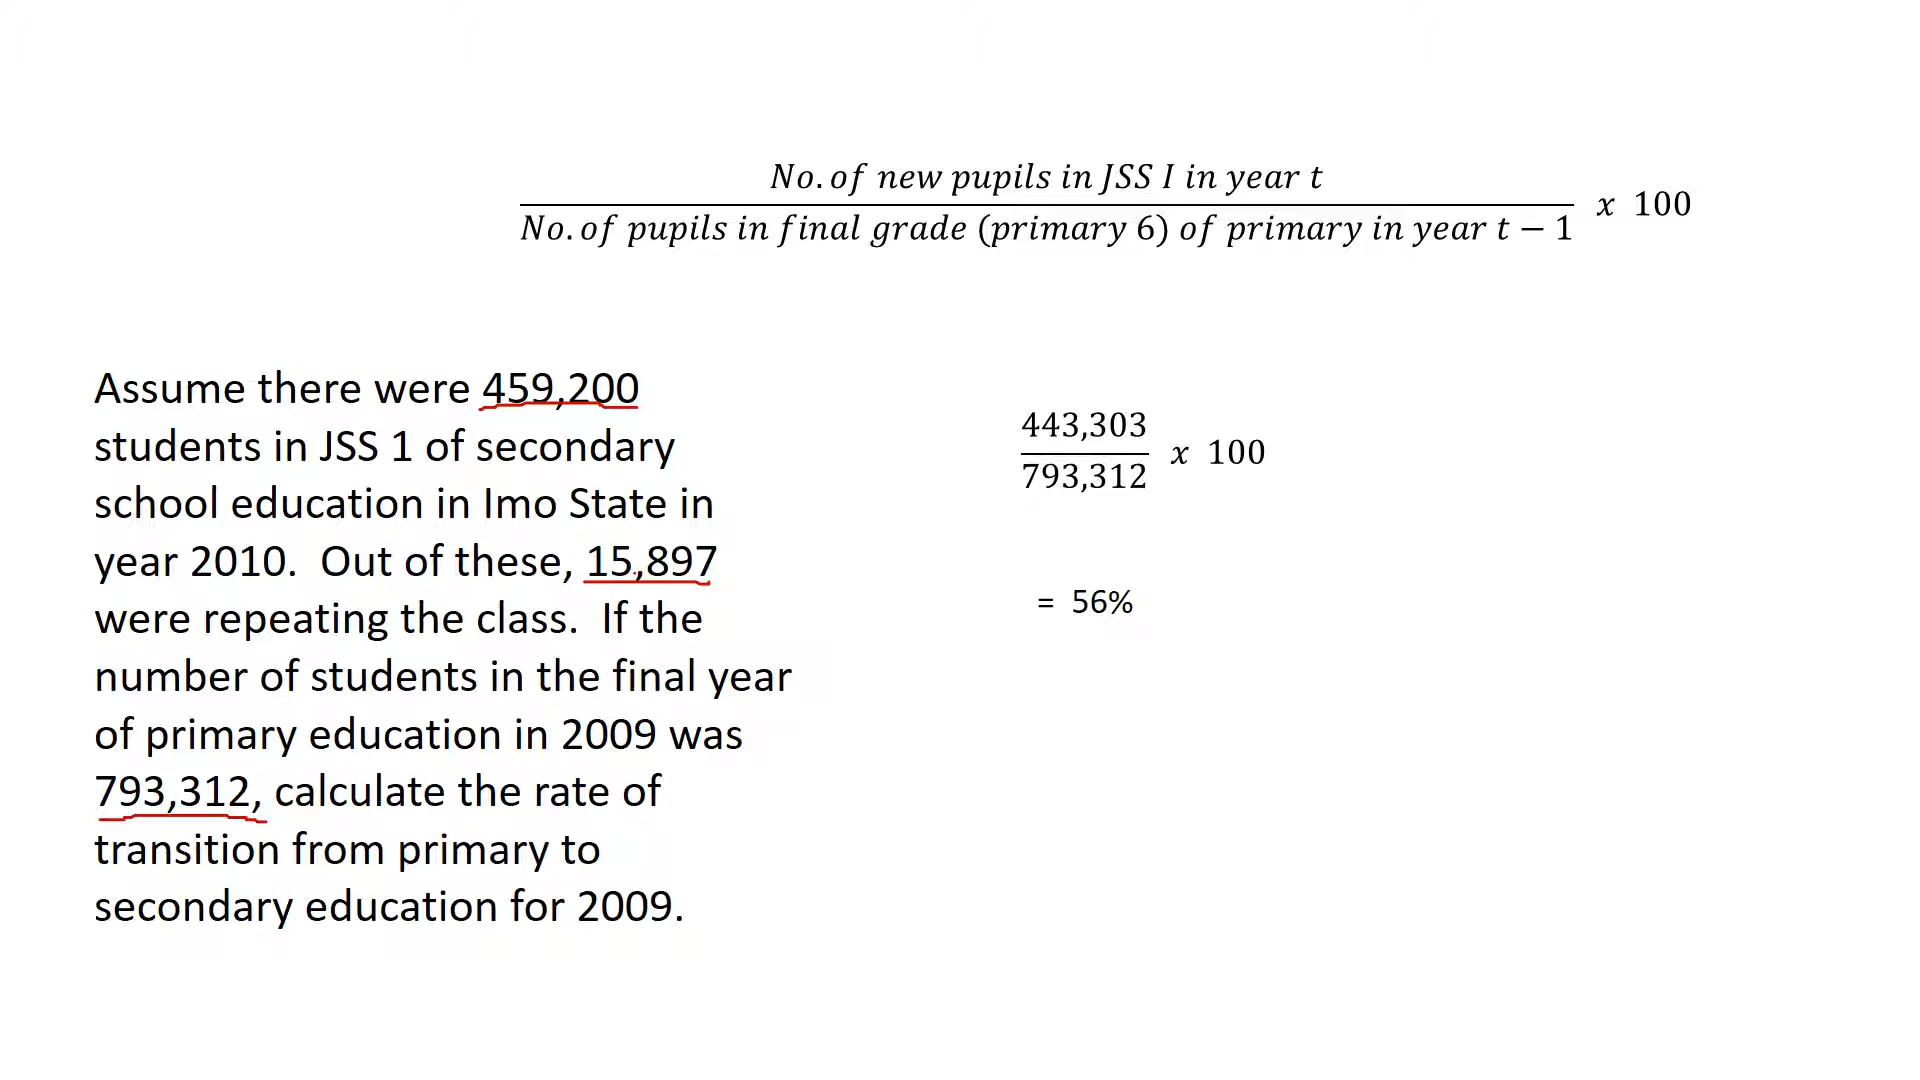 No. of new pupils in JSS I in year t
No. of pupils in final grade (primary 6) of primary in year t − 1 x 100
Assume there were 459,200
students in JSS 1 of secondary
school education in Imo State in
year 2010. Out of these, 15,897
were repeating the class. If the
number of students in the final year
of primary education in 2009 was
793,312, calculate the rate of
transition from primary to
secondary education for 2009.
443,303
793,312 x 100
= 56%